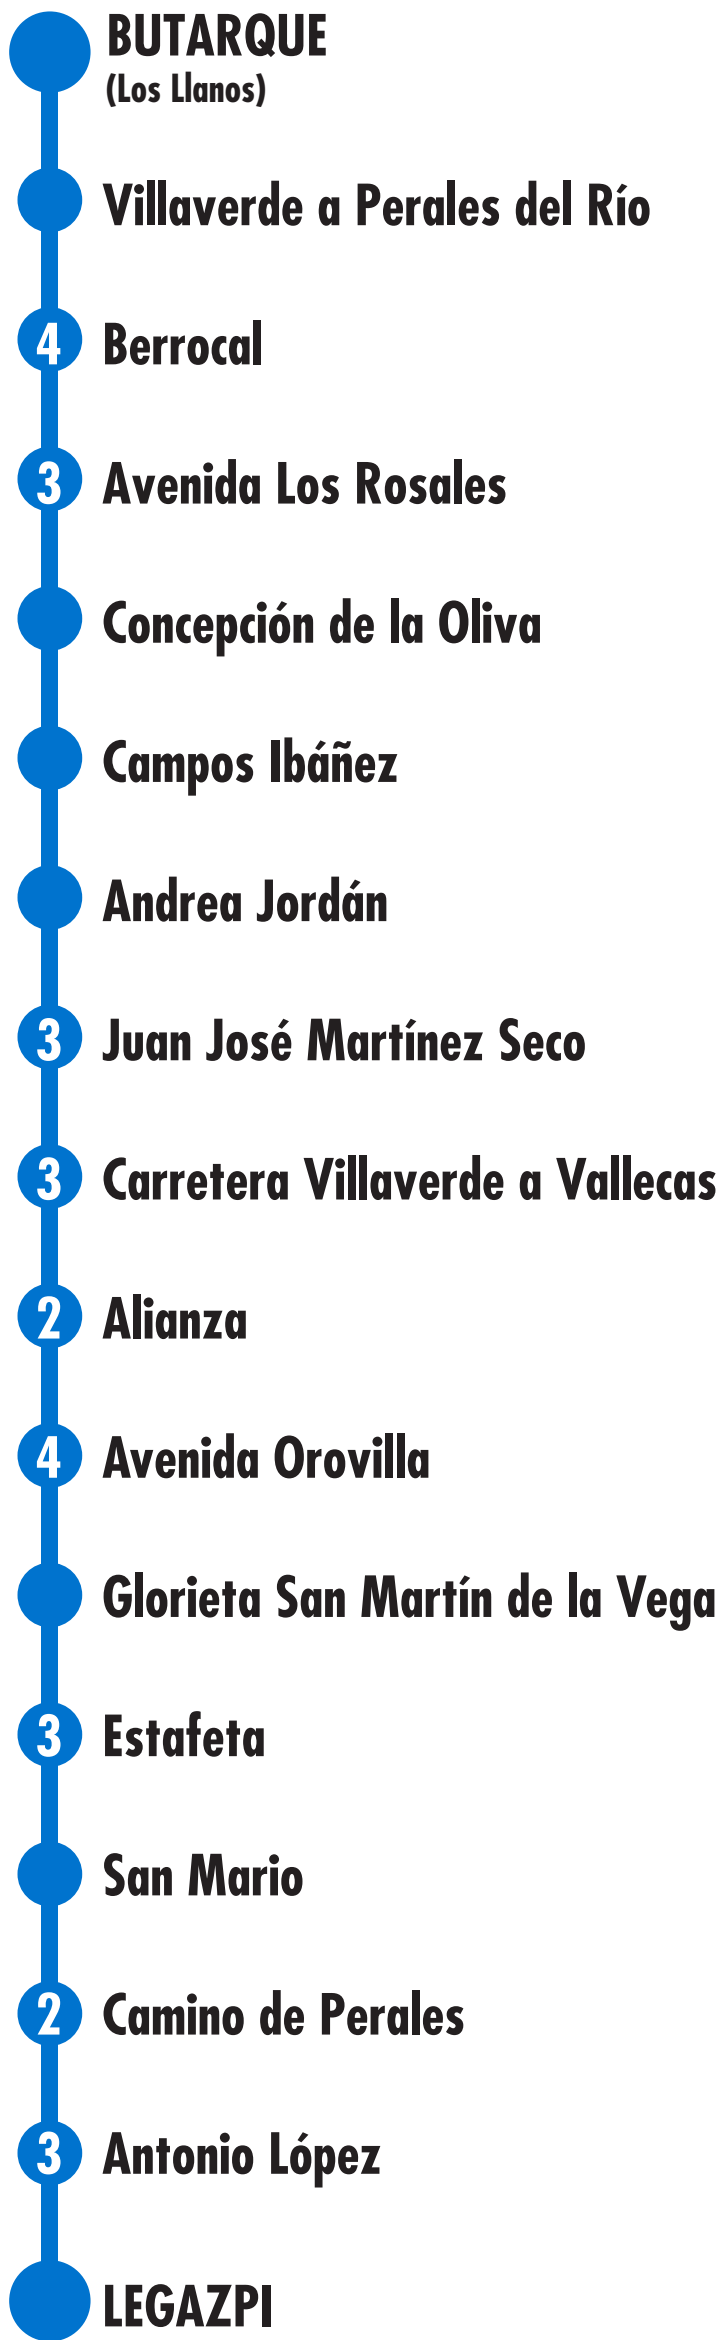 BUTARQUE
(Los Llanos)
Villaverde a Perales del Río
4 Berrocal
3 Avenida Los Rosales
Concepción de la Oliva
Campos Ibáñez
Andrea Jordán
3 Juan José Martínez Seco
3 Carretera Villaverde a Vallecas
2 Alianza
4 Avenida Orovilla
Glorieta San Martín de la Vega
3 Estafeta
San Mario
2 Camino de Perales
3 Antonio López
LEGAZPI